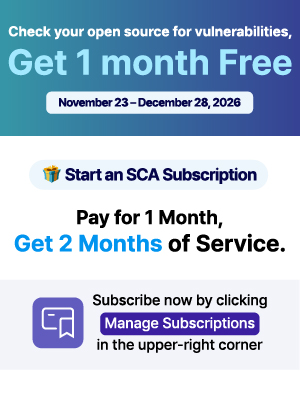 Check your open source for vulnerabilities,
Get 1 month Free
November 23 – December 28, 2026
Start an SCA Subscription
Pay for 1 Month,
Get 2 Months of Service.
Subscribe now by clicking
Manage Subscriptions
in the upper-right corner